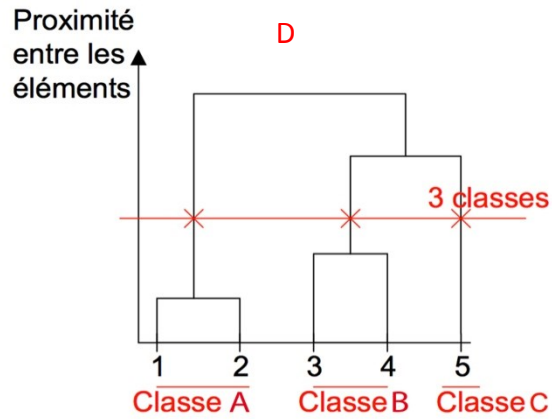 Proximité
entre les
éléments
D
3 classes
1 2 3 4 5
Classe A Classe B Classe C